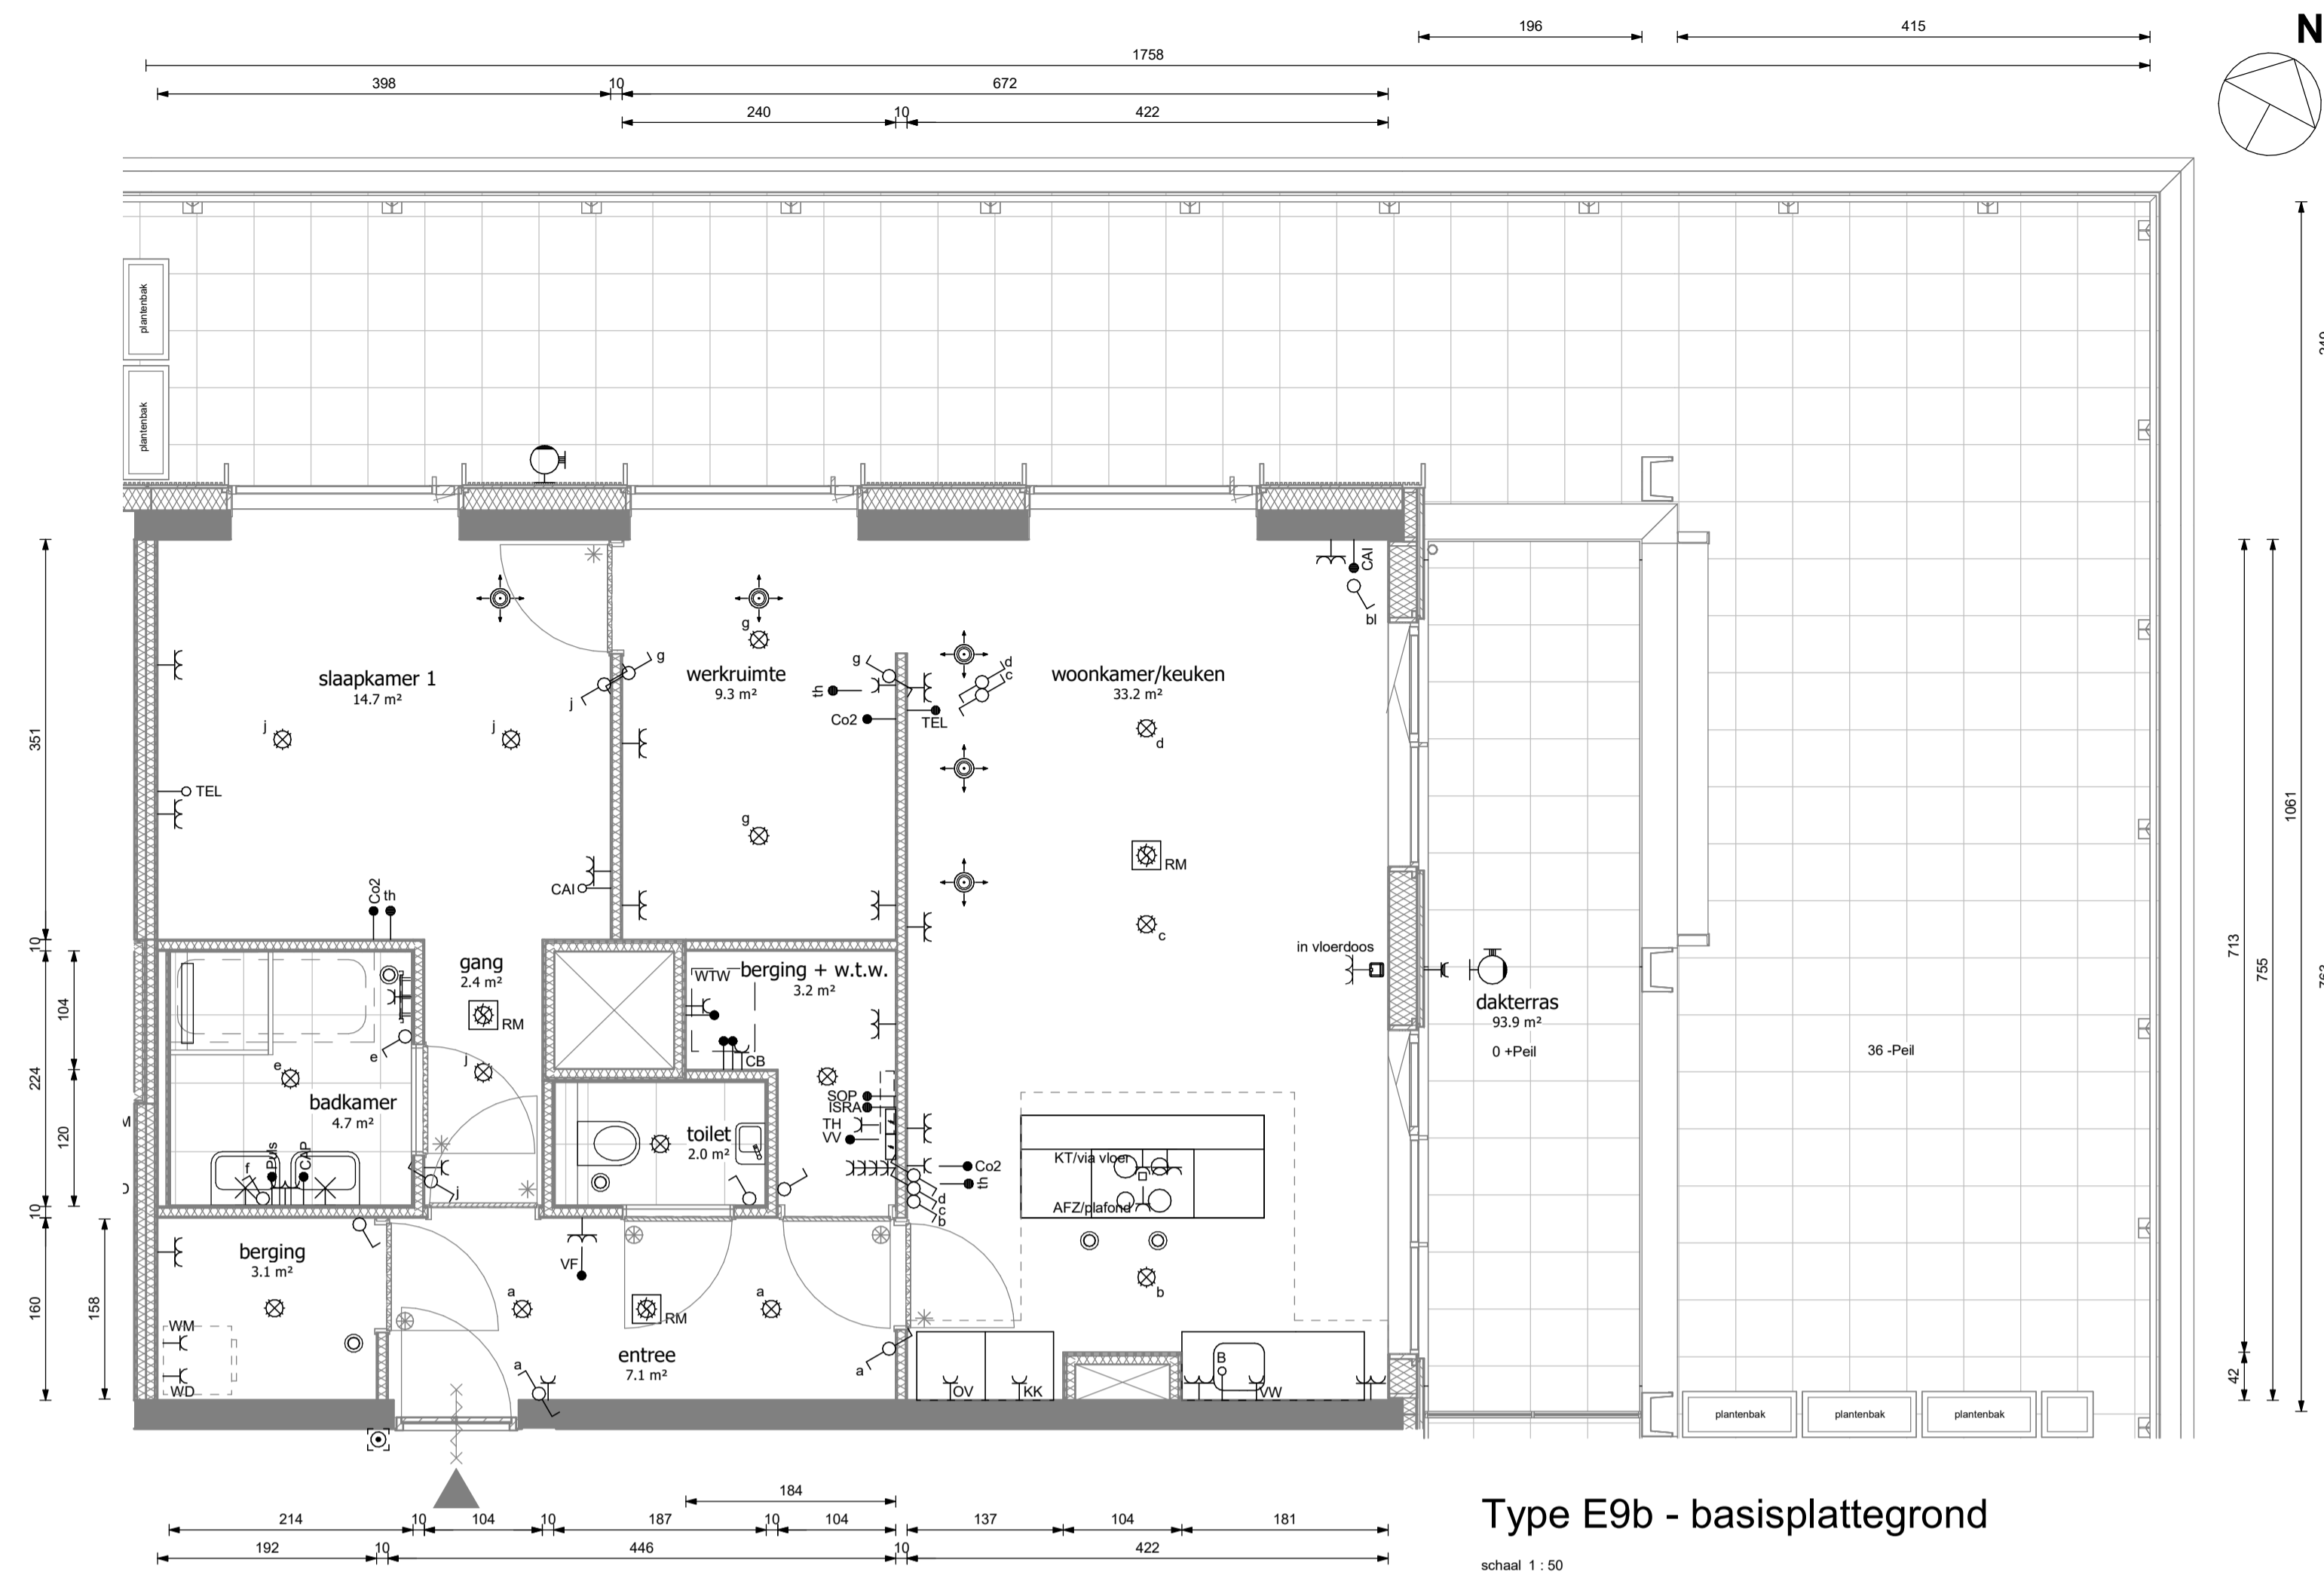 N
196
415
1758
398
10
672
240
10
422
plantenbak
plantenbak
CAI
bl
slaapkamer 1
14.7 m²
werkruimte
9.3 m²
woonkamer/keuken
33.2 m²
g
g
g
j
d
c
th
Co2
TEL
j
j
d
TEL
g
RM
CAI
Co2
th
c
in vloerdoos
gang
2.4 m²
WTW
berging + w.t.w.
3.2 m²
RM
e
CB
dakterras
93.9 m²
0 +Peil
36 -Peil
e
j
badkamer
4.7 m²
SOP
ISRA
TH
VV
toilet
2.0 m²
KT/via vloer
Puls
CAP
f
j
Co2
th
d
c
b
AFZ/plafond
berging
3.1 m²
VF
a
a
RM
b
WM
WD
entree
7.1 m²
a
a
OV
KK
B
VW
plantenbak
plantenbak
plantenbak
351
10
104
224
120
10
160
158
1061
713
755
42
184
214
10
104
10
187
10
104
137
104
181
192
10
446
10
422
Type E9b - basisplattegrond
schaal 1 : 50